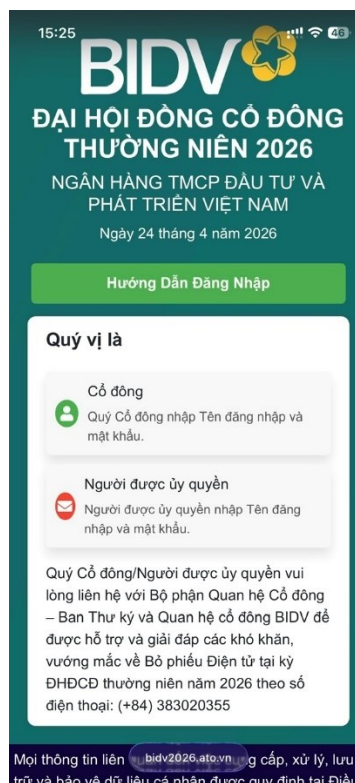 15:25
46
BIDV
ĐẠI HỘI ĐỒNG CỔ ĐÔNG
THƯỜNG NIÊN 2026
NGÂN HÀNG TMCP ĐẦU TƯ VÀ
PHÁT TRIỂN VIỆT NAM
Ngày 24 tháng 4 năm 2026
Hướng Dẫn Đăng Nhập
Quý vị là
Cổ đông
Quý Cổ đông nhập Tên đăng nhập và
mật khẩu.
Người được ủy quyền
Người được ủy quyền nhập Tên đăng
nhập và mật khẩu.
Quý Cổ đông/Người được ủy quyền vui
lòng liên hệ với Bộ phận Quan hệ Cổ đông
– Ban Thư ký và Quan hệ cổ đông BIDV để
được hỗ trợ và giải đáp các khó khăn,
vướng mắc về Bỏ phiếu Điện tử tại kỳ
ĐHĐCĐ thường niên năm 2026 theo số
điện thoại: (+84) 383020355
Mọi thông tin liên bidv2026.ato.vn cấp, xử lý, lưu
trữ và bảo vệ dữ liệu cá nhân được quy định tại Điều